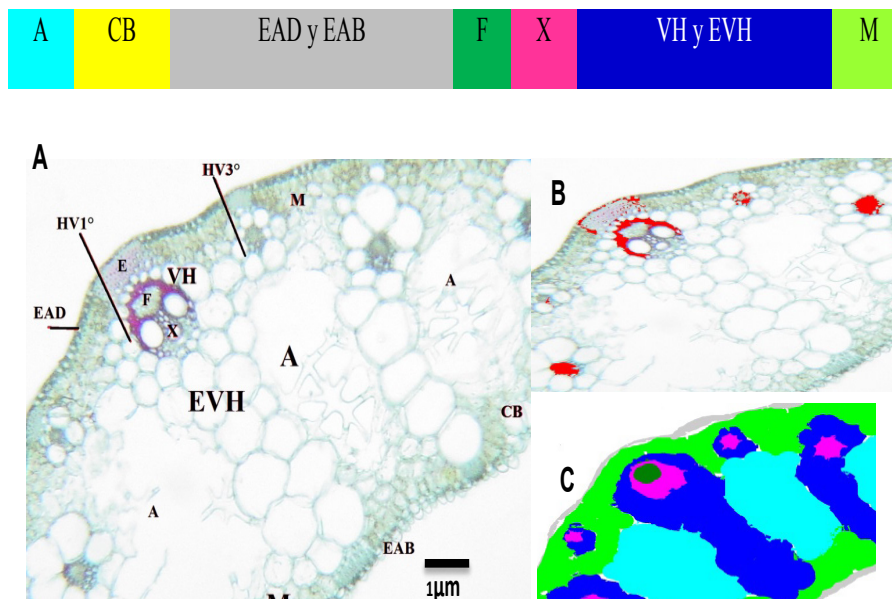 A CB EAD y EAB F X VH y EVH M
A
HV3°
M
HV1°
E
VH
F
A
EAD
X
A
EVH
CB
A
EAB
1µm
M
B
C